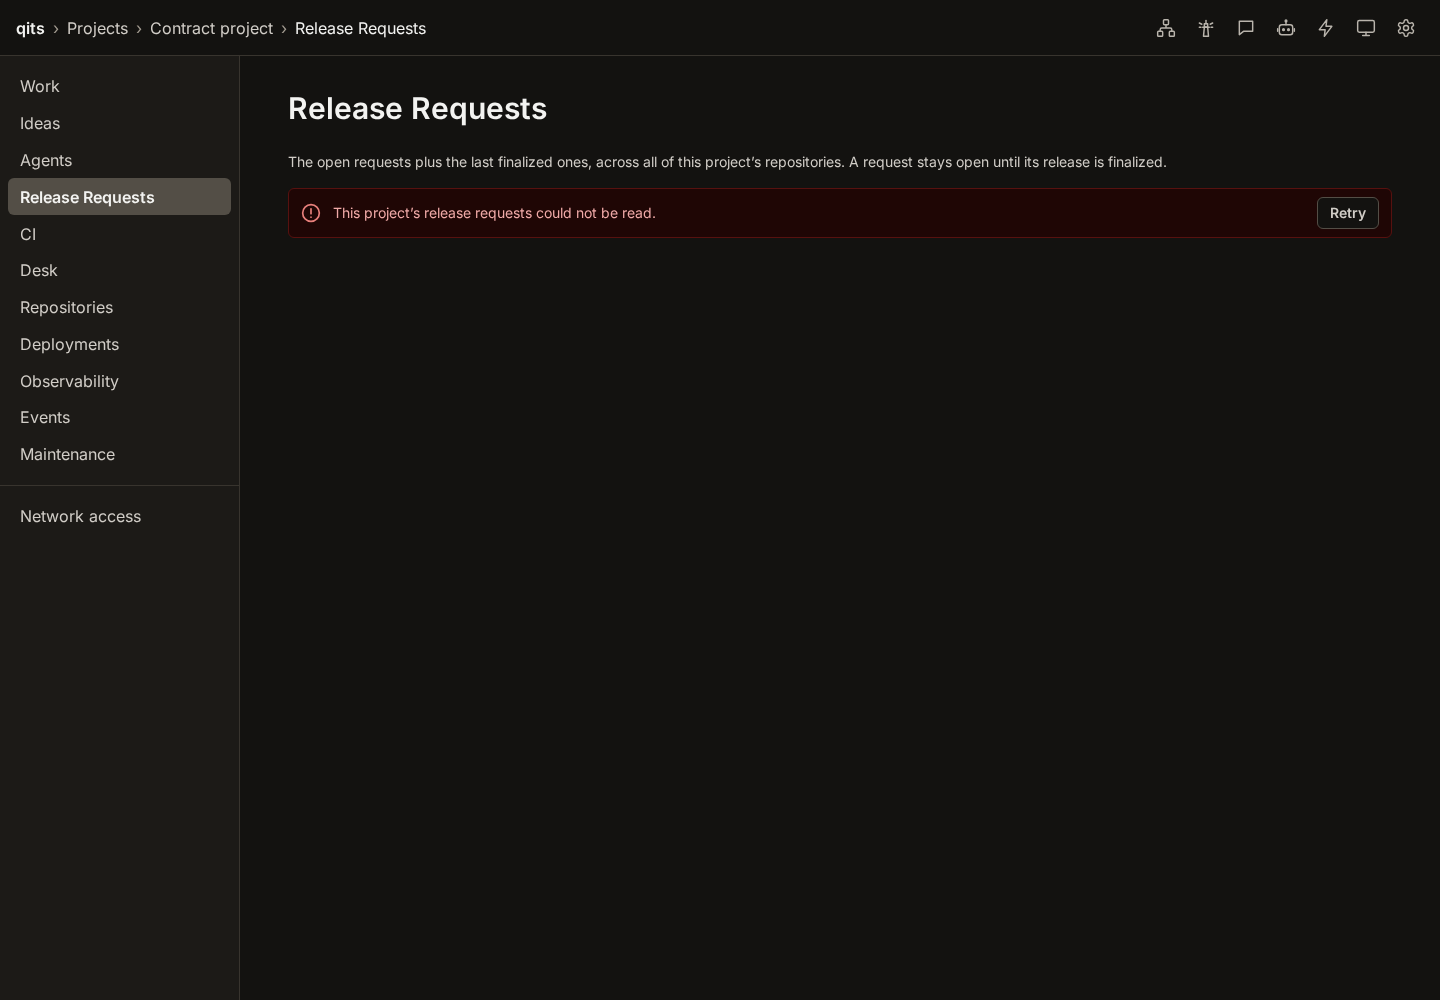 qits › Projects › Contract project › Release Requests
Work
Ideas
Agents
Release Requests
CI
Desk
Repositories
Deployments
Observability
Events
Maintenance
Network access
Release Requests
The open requests plus the last finalized ones, across all of this project’s repositories. A request stays open until its release is finalized.
This project’s release requests could not be read.
Retry